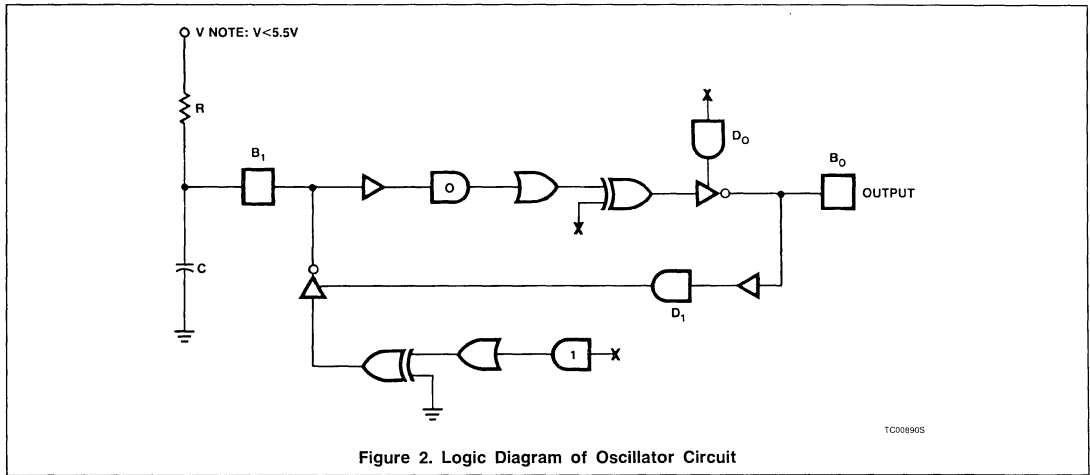 V NOTE: V<5.5V
R
B1
O
X
D0
B0
OUTPUT
X
C
D1
1
X
TC00890S
Figure 2. Logic Diagram of Oscillator Circuit